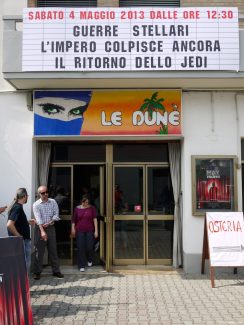 SABATO 4 MAGGIO 2013 DALLE ORE 12:30
GUERRE STELLARI
L'IMPERO COLPISCE ANCORA
IL RITORNO DELLO JEDI
LE DUNE
OSTERIA